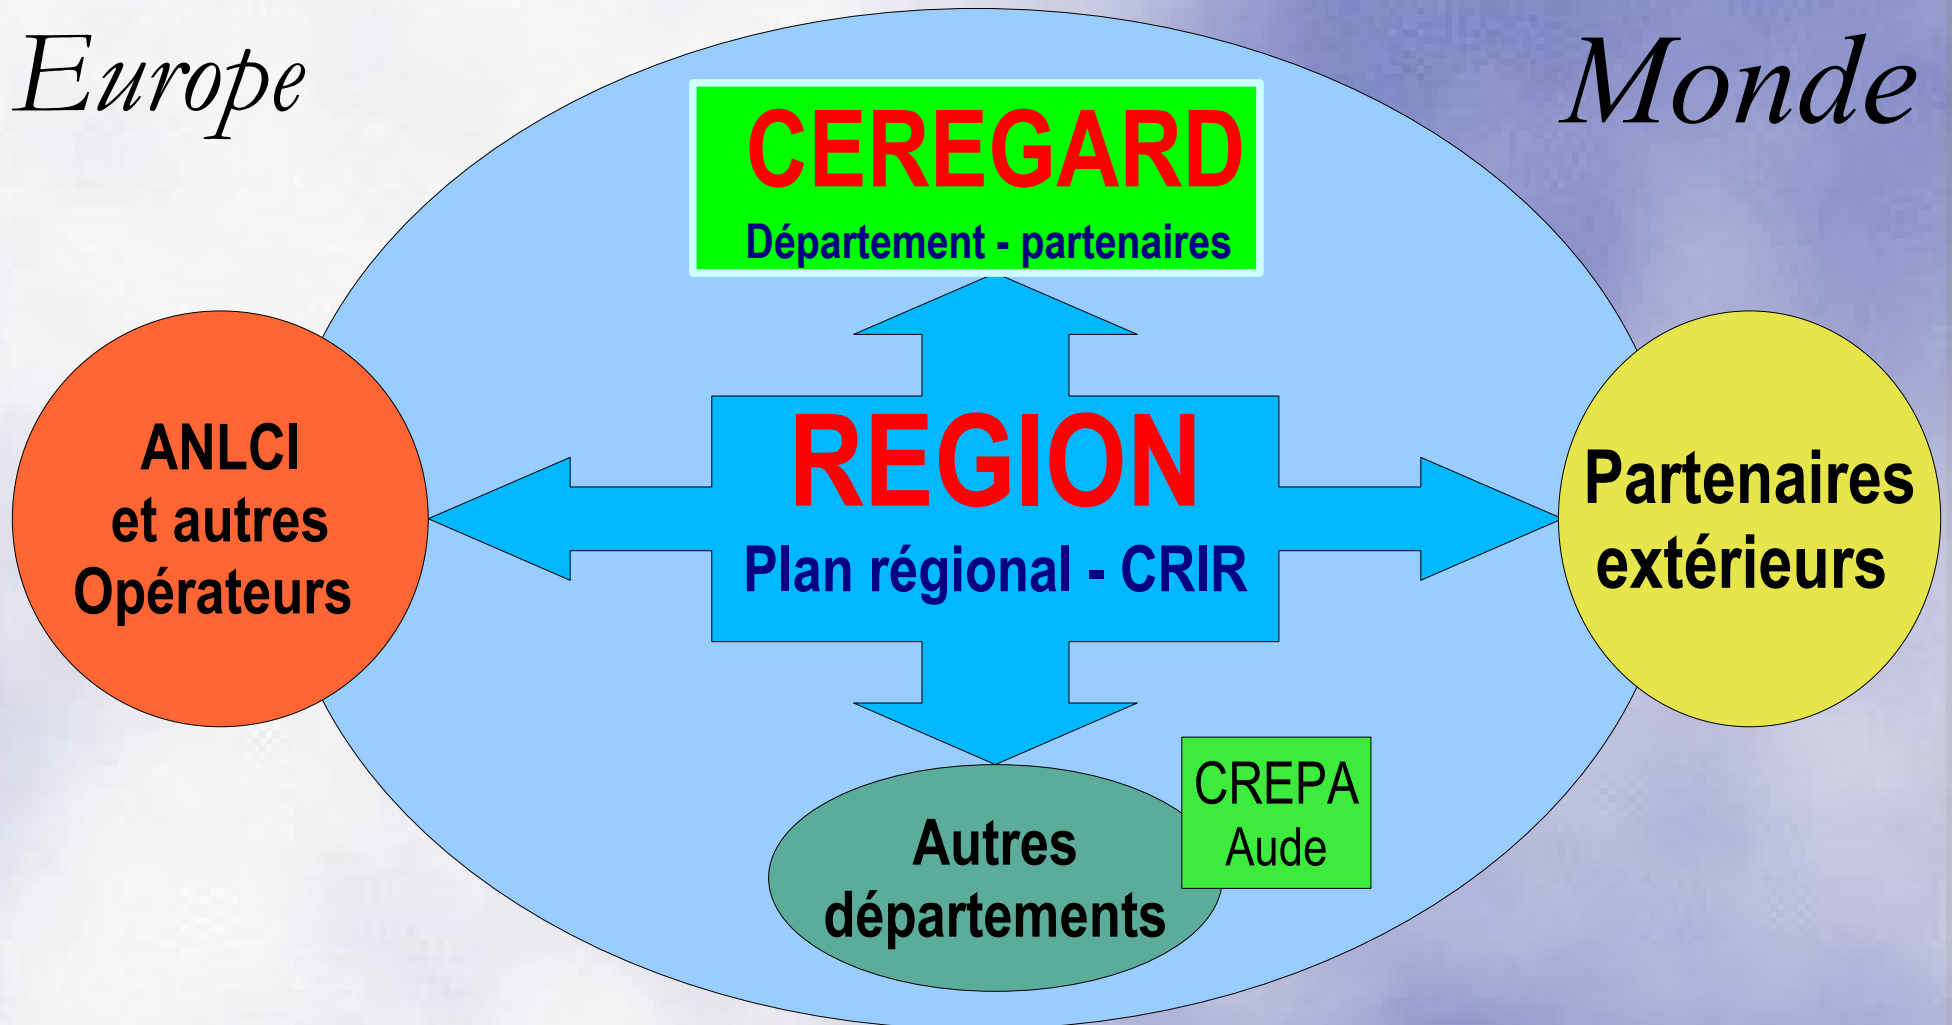 Europe
Monde
CEREGARD
Département - partenaires
ANLCI
et autres
Opérateurs
REGION
Plan régional - CRIR
Partenaires
extérieurs
CREPA
Aude
Autres
départements